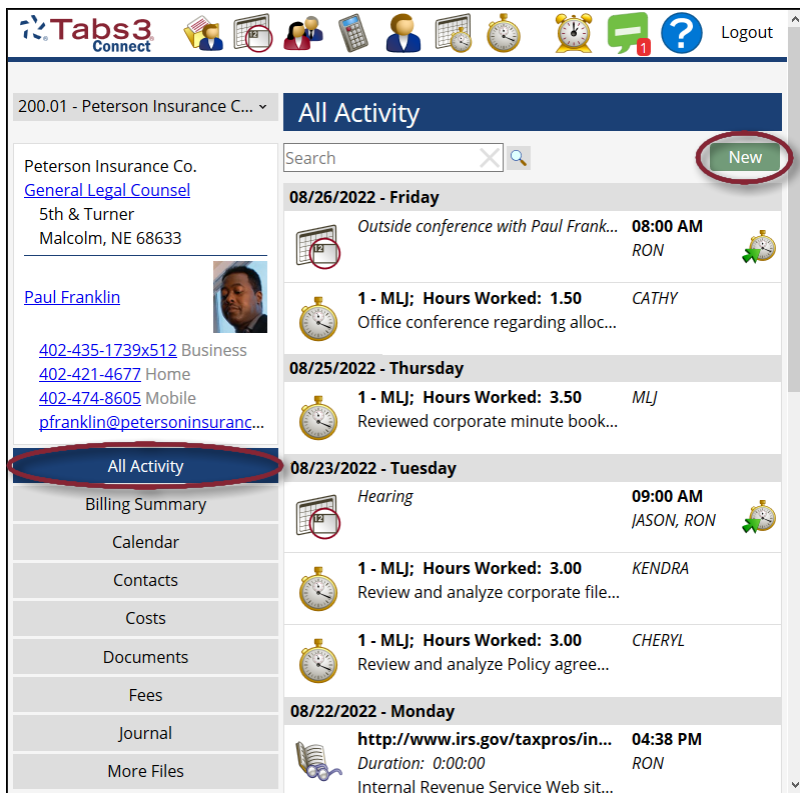 Tabs3
Connect
12
1
?
Logout
200.01 - Peterson Insurance C...
All Activity
Peterson Insurance Co.
General Legal Counsel
5th & Turner
Malcolm, NE 68633
Paul Franklin
402-435-1739x512 Business
402-421-4677 Home
402-474-8605 Mobile
pfranklin@petersoninsuranc...
All Activity
Billing Summary
Calendar
Contacts
Costs
Documents
Fees
Journal
More Files
Search
New
08/26/2022 - Friday
12
Outside conference with Paul Frank... 08:00 AM
RON
1 - MLJ; Hours Worked: 1.50 CATHY
Office conference regarding alloc...
08/25/2022 - Thursday
1 - MLJ; Hours Worked: 3.50 MLJ
Reviewed corporate minute book...
08/23/2022 - Tuesday
12
Hearing 09:00 AM
JASON, RON
1 - MLJ; Hours Worked: 3.00 KENDRA
Review and analyze corporate file...
1 - MLJ; Hours Worked: 3.00 CHERYL
Review and analyze Policy agree...
08/22/2022 - Monday
http://www.irs.gov/taxpros/in... 04:38 PM
Duration: 0:00:00 RON
Internal Revenue Service Web sit...